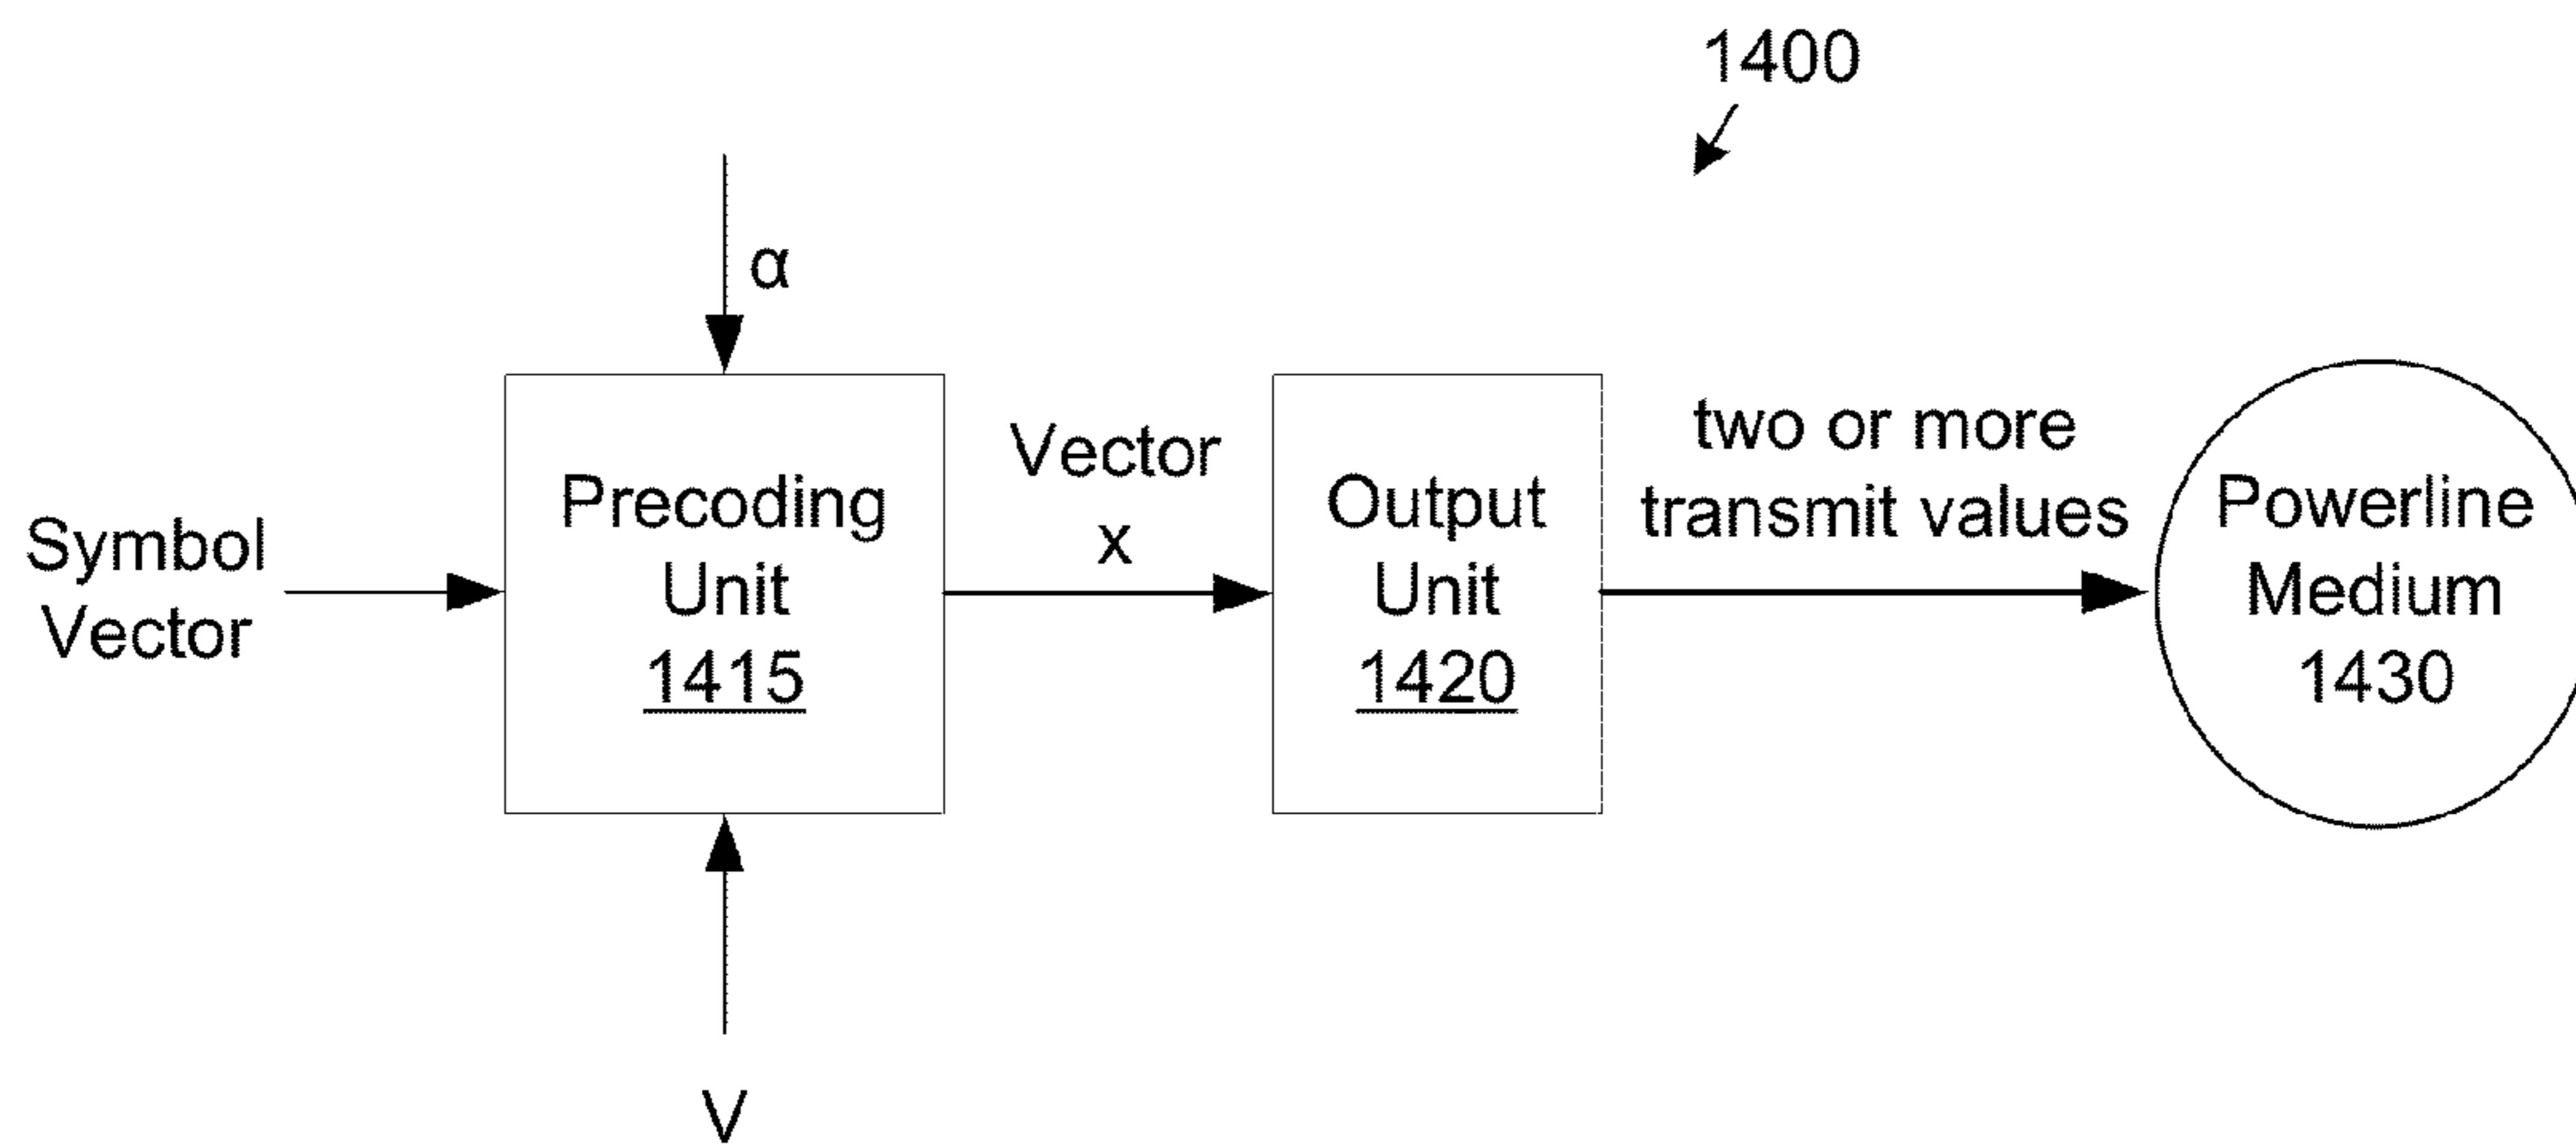 1400
α
Symbol
Vector
Precoding
Unit
1415
Vector
x
Output
Unit
1420
two or more
transmit values
Powerline
Medium
1430
V